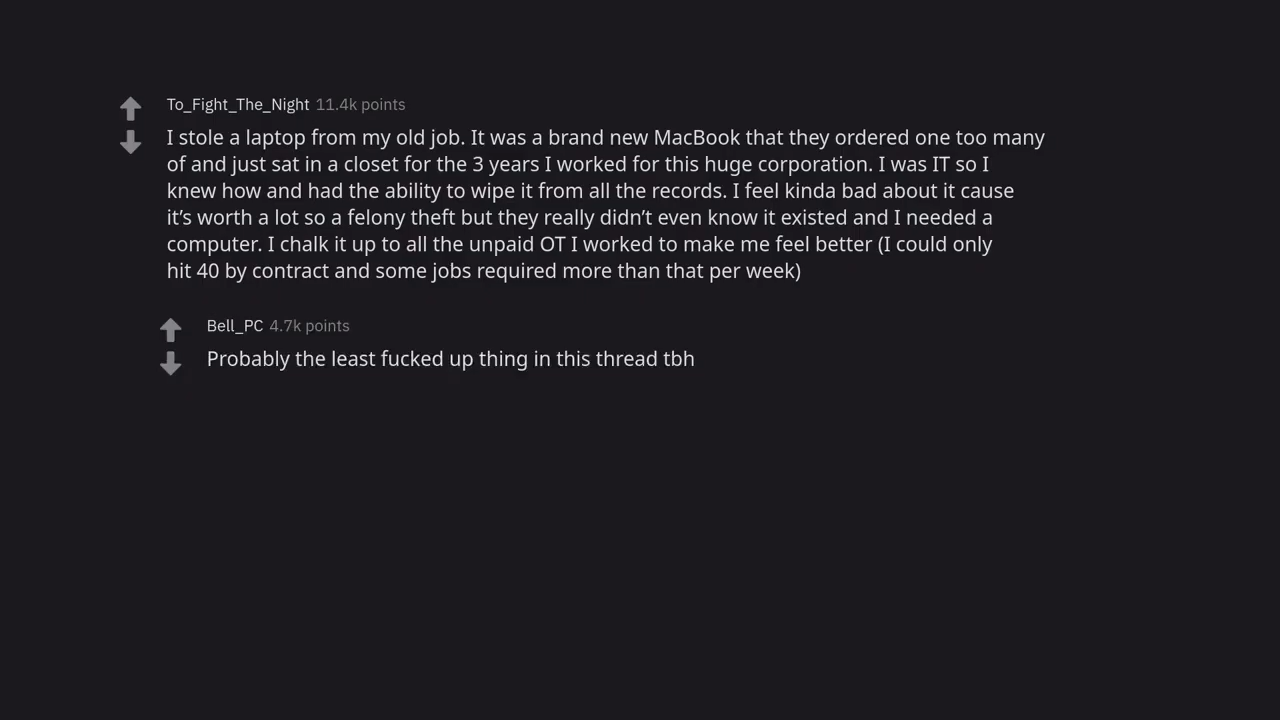 To_Fight_The_Night 11.4k points
I stole a laptop from my old job. It was a brand new MacBook that they ordered one too many
of and just sat in a closet for the 3 years I worked for this huge corporation. I was IT so I
knew how and had the ability to wipe it from all the records. I feel kinda bad about it cause
it’s worth a lot so a felony theft but they really didn’t even know it existed and I needed a
computer. I chalk it up to all the unpaid OT I worked to make me feel better (I could only
hit 40 by contract and some jobs required more than that per week)
Bell_PC 4.7k points
Probably the least fucked up thing in this thread tbh